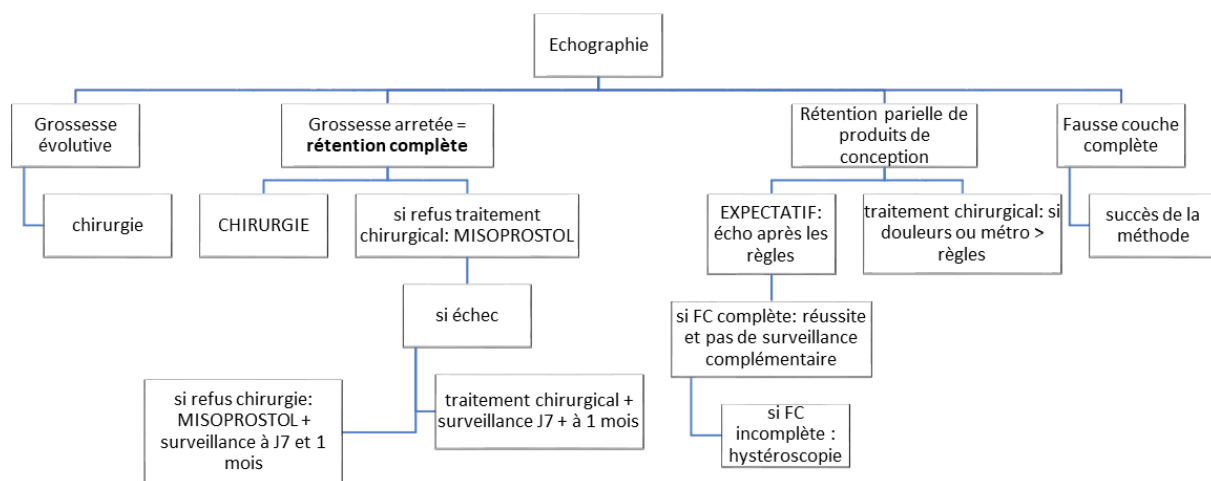 Echographie
Grossesse
évolutive
chirurgie
Grossesse arretée =
rétention complète
CHIRURGIE
si refus traitement
chirurgical: MISOPROSTOL
si échec
si refus chirurgie:
MISOPROSTOL +
surveillance à J7 et 1
mois
traitement chirurgical +
surveillance J7 + à 1 mois
Rétention parielle de
produits de
conception
EXPECTATIF:
écho après les
règles
si FC complète: réussite
et pas de surveillance
complémentaire
si FC
incomplète :
hystéroscopie
traitement chirurgical: si
douleurs ou métro >
règles
Fausse couche
complète
succès de la
méthode